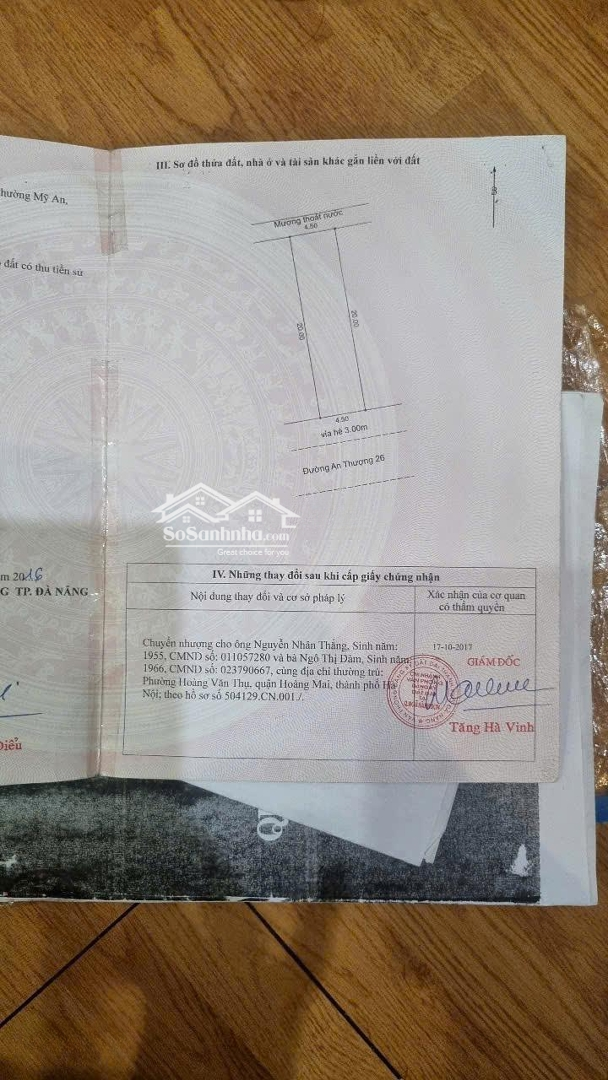 III. Sơ đồ thửa đất, nhà ở và tài sản khác gắn liền với đất
hường Mỹ An,
đất có thu tiền sử
Mương thoát nước
4.50
20.00
20.00
4.50
vỉa hè 3.00m
Đường An Thượng 26
SoSanhnha.com
Great choice for you
m 2016
G TP. ĐÀ NẴNG
Diếu
IV. Những thay đổi sau khi cấp giấy chứng nhận
Nội dung thay đổi và cơ sở pháp lý
Xác nhận của cơ quan
có thẩm quyền
Chuyển nhượng cho ông Nguyễn Nhân Thắng, Sinh năm:
1955, CMND số: 011057280 và bà Ngô Thị Dâm, Sinh năm:
1966, CMND số: 023790667, cùng địa chỉ thường trú:
Phường Hoàng Văn Thụ, quận Hoàng Mai, thành phố Hà
Nội; theo hồ sơ số 504129.CN.001./.
17-10-2017
GIÁM ĐỐC
Tăng Hà Vinh